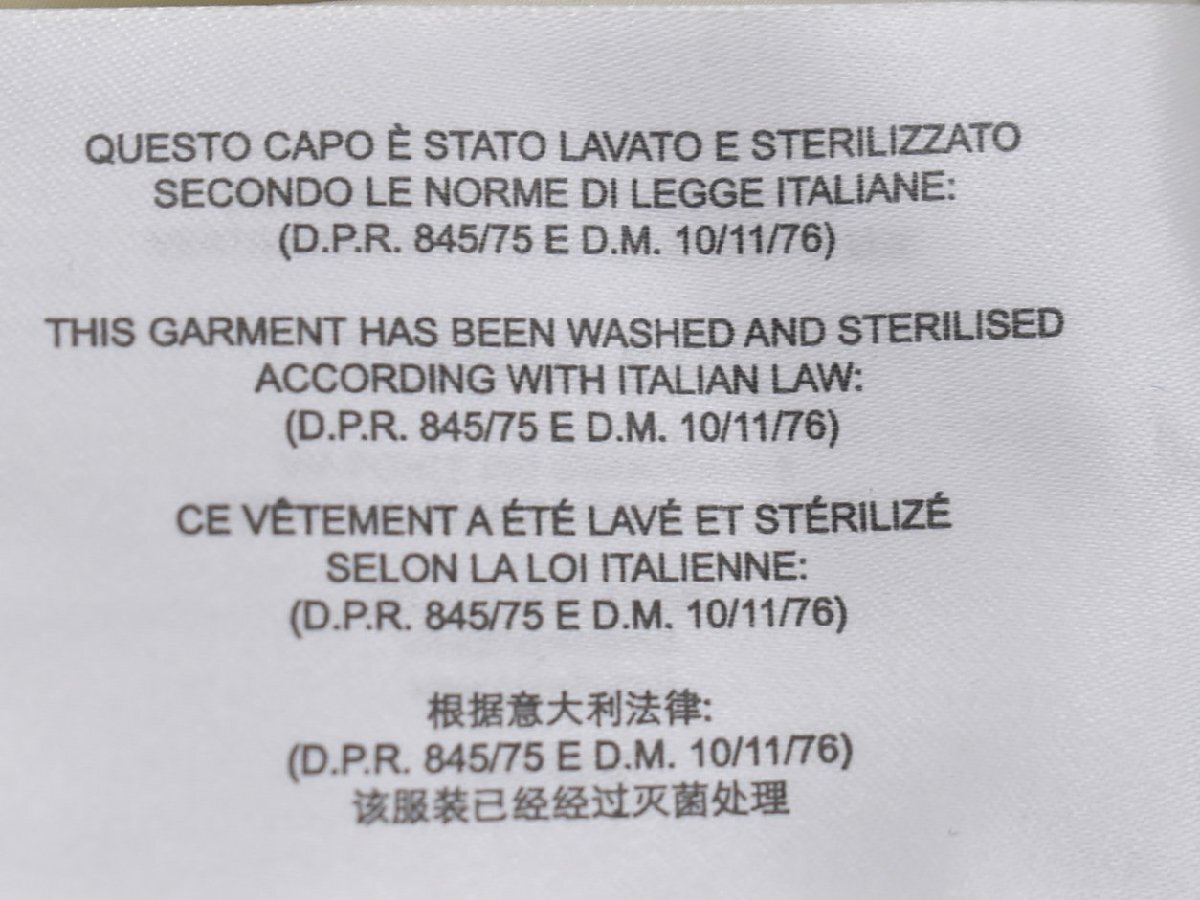 QUESTO CAPO È STATO LAVATO E STERILIZZATO
SECONDO LE NORME DI LEGGE ITALIANE:
(D.P.R. 845/75 E D.M. 10/11/76)
THIS GARMENT HAS BEEN WASHED AND STERILISED
ACCORDING WITH ITALIAN LAW:
(D.P.R. 845/75 E D.M. 10/11/76)
CE VÊTEMENT A ÉTÉ LAVÉ ET STÉRILIZÉ
SELON LA LOI ITALIENNE:
(D.P.R. 845/75 E D.M. 10/11/76)
根据意大利法律:
(D.P.R. 845/75 E D.M. 10/11/76)
该服装已经经过灭菌处理